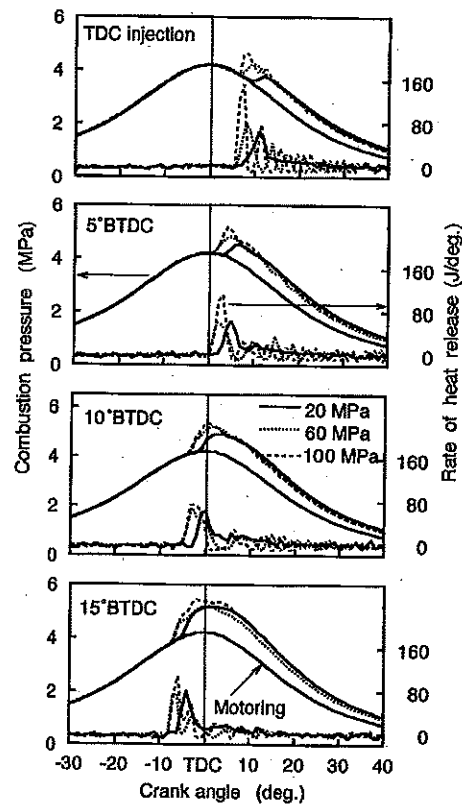 TDC injection
6
4
2
0
160
80
0
5°BTDC
6
4
2
0
160
80
0
10°BTDC
20 MPa
60 MPa
100 MPa
6
4
2
0
160
80
0
15°BTDC
Motoring
6
4
2
0
160
80
0
-30 -20 -10 TDC 10 20 30 40
Crank angle (deg.)
Combustion pressure (MPa)
Rate of heat release (J/deg.)